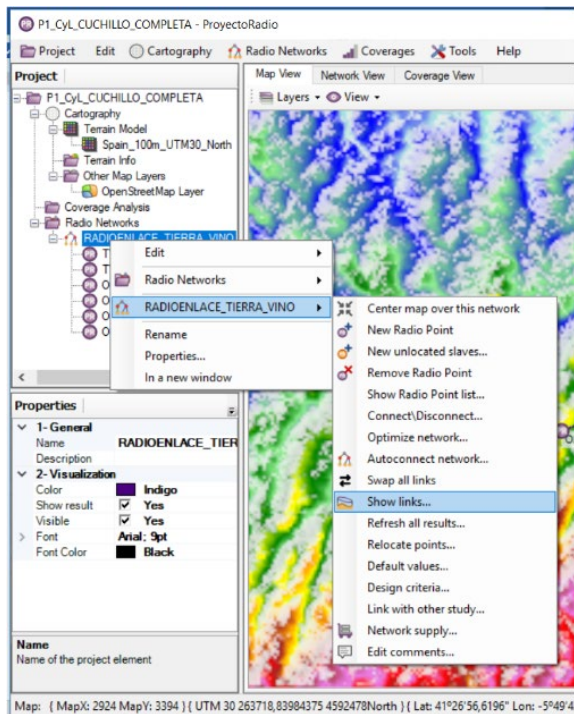 P1_CyL_CUCHILLO_COMPLETA - ProyectoRadio
Project Edit Cartography Radio Networks Coverages Tools Help
Project
P1_CyL_CUCHILLO_COMPLETA
Cartography
Terrain Model
Spain_100m_UTM30_North
Terrain Info
Other Map Layers
OpenStreetMap Layer
Coverage Analysis
Radio Networks
RADIOENLACE_TIERRA_VINO
T
T
O
O
O
O
Map View Network View Coverage View
Layers View
Edit
Radio Networks
RADIOENLACE_TIERRA_VINO
Rename
Properties...
In a new window
Center map over this network
New Radio Point
New unlocated slaves...
Remove Radio Point
Show Radio Point list...
Connect\Disconnect...
Optimize network...
Autoconnect network...
Swap all links
Show links...
Refresh all results...
Relocate points...
Default values...
Design criteria...
Link with other study...
Network supply...
Edit comments...
Properties
1- General
Name RADIOENLACE_TIER
Description
2- Visualization
Color Indigo
Show result Yes
Visible Yes
Font Arial; 9pt
Font Color Black
Name
Name of the project element
Map: { MapX: 2924 MapY: 3394 } { UTM 30 263718,83984375 4592478North } { Lat: 41°26'56,6196" Lon: -5°49'4